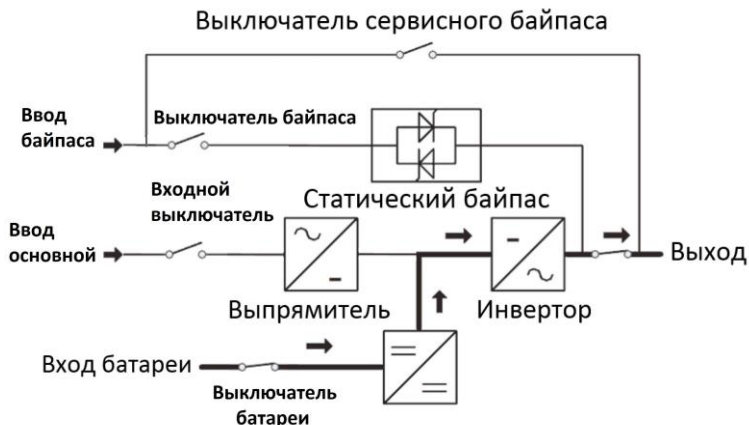 Выключатель сервисного байпаса
Ввод
байпаса
Выключатель байпаса
Статический байпас
Входной
выключатель
Ввод
основной
Выход
Выпрямитель
Инвертор
Вход батареи
Выключатель
батареи